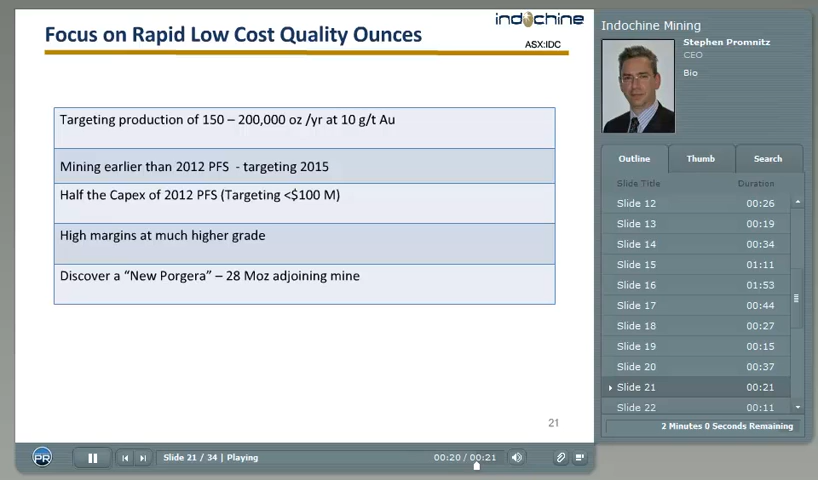 Focus on Rapid Low Cost Quality Ounces
indochine
ASX:IDC
Targeting production of 150 – 200,000 oz /yr at 10 g/t Au
Mining earlier than 2012 PFS - targeting 2015
Half the Capex of 2012 PFS (Targeting <$100 M)
High margins at much higher grade
Discover a “New Porgera” – 28 Moz adjoining mine
21
PR
Slide 21 / 34 | Playing
00:20 / 00:21
Indochine Mining
Stephen Promnitz
CEO
Bio
Outline Thumb Search
Slide Title Duration
Slide 12 00:26
Slide 13 00:19
Slide 14 00:34
Slide 15 01:11
Slide 16 01:53
Slide 17 00:44
Slide 18 00:27
Slide 19 00:15
Slide 20 00:37
Slide 21 00:21
Slide 22 00:11
2 Minutes 0 Seconds Remaining